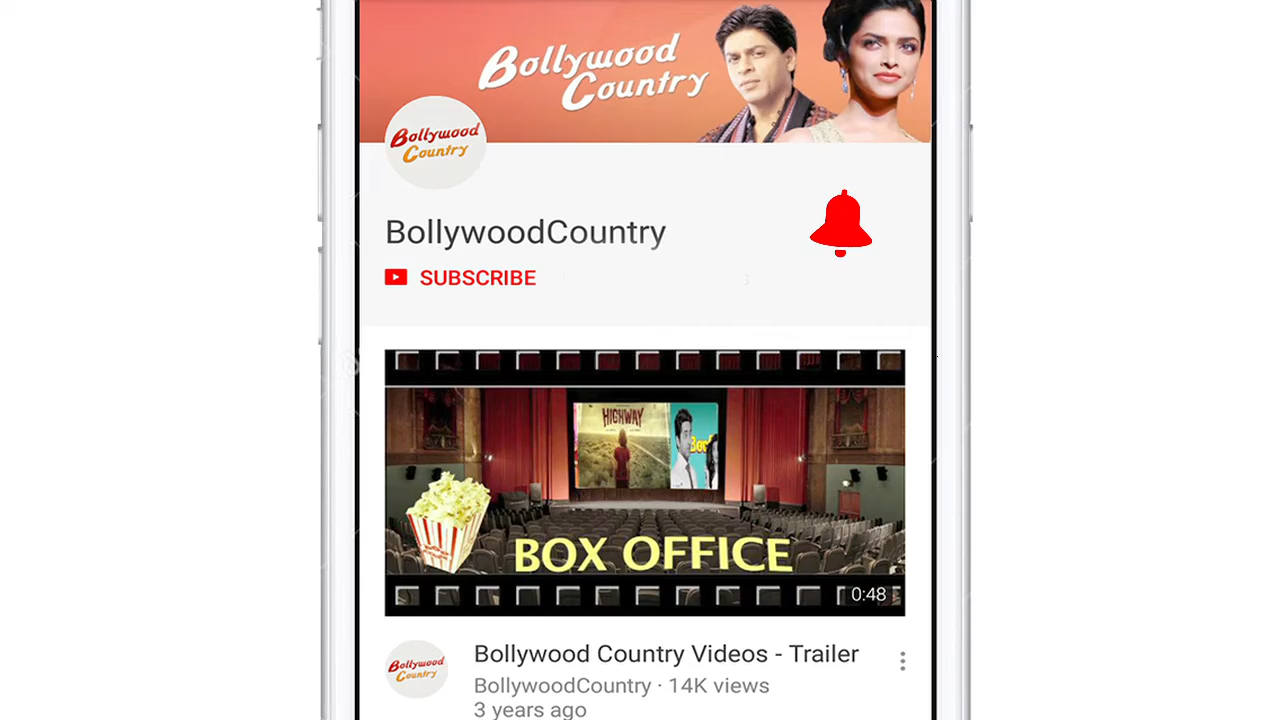 Bollywood
Country
Bollywood
Country
BollywoodCountry
SUBSCRIBE
HIGHWAY
BOX OFFICE
0:48
Bollywood Country Videos - Trailer
Bollywood
Country
BollywoodCountry · 14K views
3 years ago